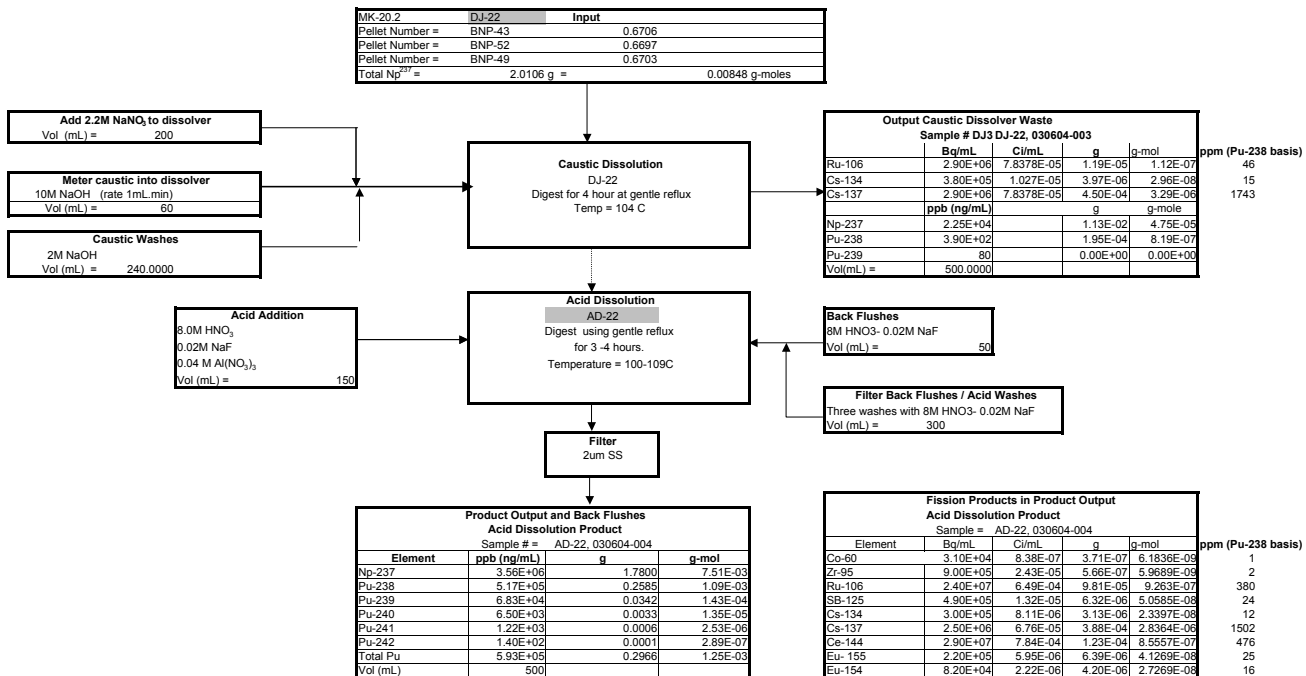 MK-20.2 DJ-22 Input
Pellet Number = BNP-43 0.6706
Pellet Number = BNP-52 0.6697
Pellet Number = BNP-49 0.6703
Total Np237 = 2.0106 g = 0.00848 g-moles
Add 2.2M NaNO3 to dissolver
Vol (mL) = 200
Meter caustic into dissolver
10M NaOH (rate 1mL.min)
Vol (mL) = 60
Caustic Washes
2M NaOH
Vol (mL) = 240.0000
Caustic Dissolution
DJ-22
Digest for 4 hour at gentle reflux
Temp = 104 C
Output Caustic Dissolver Waste
Sample # DJ3 DJ-22, 030604-003
Bq/mL Ci/mL g g-mol ppm (Pu-238 basis)
Ru-106 2.90E+06 7.8378E-05 1.19E-05 1.12E-07 46
Cs-134 3.80E+05 1.027E-05 3.97E-06 2.96E-08 15
Cs-137 2.90E+06 7.8378E-05 4.50E-04 3.29E-06 1743
ppb (ng/mL) g g-mole
Np-237 2.25E+04 1.13E-02 4.75E-05
Pu-238 3.90E+02 1.95E-04 8.19E-07
Pu-239 80 0.00E+00 0.00E+00
Vol(mL) = 500.0000
Acid Addition
8.0M HNO3
0.02M NaF
0.04 M Al(NO3)3
Vol (mL) = 150
Acid Dissolution
AD-22
Digest using gentle reflux
for 3 -4 hours.
Temperature = 100-109C
Back Flushes
8M HNO3- 0.02M NaF
Vol (mL) = 50
Filter Back Flushes / Acid Washes
Three washes with 8M HNO3- 0.02M NaF
Vol (mL) = 300
Filter
2um SS
Product Output and Back Flushes
Acid Dissolution Product
Sample # = AD-22, 030604-004
Element ppb (ng/mL) g g-mol
Np-237 3.56E+06 1.7800 7.51E-03
Pu-238 5.17E+05 0.2585 1.09E-03
Pu-239 6.83E+04 0.0342 1.43E-04
Pu-240 6.50E+03 0.0033 1.35E-05
Pu-241 1.22E+03 0.0006 2.53E-06
Pu-242 1.40E+02 0.0001 2.89E-07
Total Pu 5.93E+05 0.2966 1.25E-03
Vol (mL) 500
Fission Products in Product Output
Acid Dissolution Product
Sample = AD-22, 030604-004
Element Bq/mL Ci/mL g g-mol ppm (Pu-238 basis)
Co-60 3.10E+04 8.38E-07 3.71E-07 6.1836E-09 1
Zr-95 9.00E+05 2.43E-05 5.66E-07 5.9689E-09 2
Ru-106 2.40E+07 6.49E-04 9.81E-05 9.263E-07 380
SB-125 4.90E+05 1.32E-05 6.32E-06 5.0585E-08 24
Cs-134 3.00E+05 8.11E-06 3.13E-06 2.3397E-08 12
Cs-137 2.50E+06 6.76E-05 3.88E-04 2.8364E-06 1502
Ce-144 2.90E+07 7.84E-04 1.23E-04 8.5557E-07 476
Eu- 155 2.20E+05 5.95E-06 6.39E-06 4.1269E-08 25
Eu-154 8.20E+04 2.22E-06 4.20E-06 2.7269E-08 16